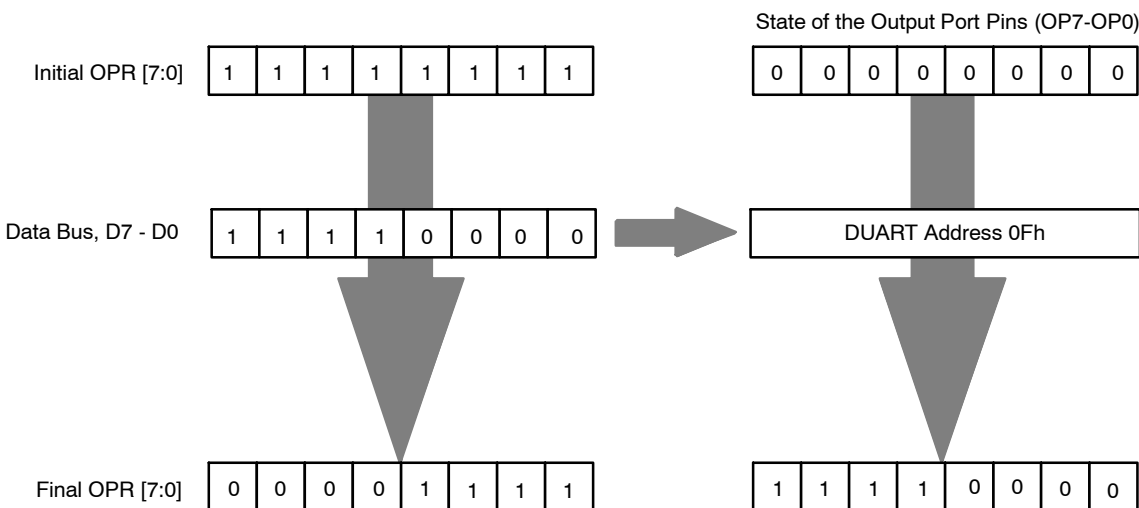 State of the Output Port Pins (OP7-OP0)
Initial OPR [7:0] 1 1 1 1 1 1 1 1 0 0 0 0 0 0 0 0
Data Bus, D7 - D0 1 1 1 1 0 0 0 0 DUART Address 0Fh
Final OPR [7:0] 0 0 0 0 1 1 1 1 1 1 1 1 0 0 0 0